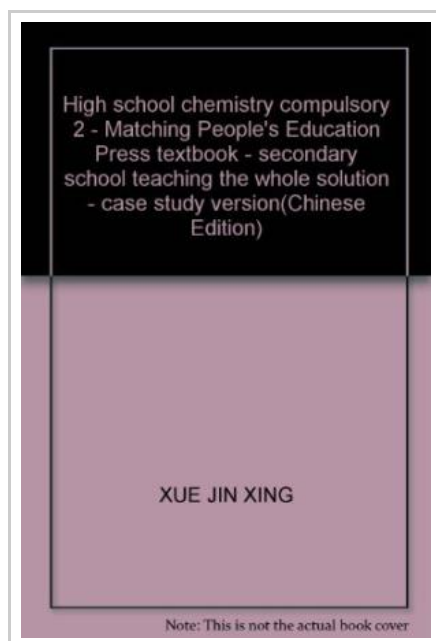 High school chemistry compulsory
2 - Matching People's Education
Press textbook - secondary
school teaching the whole solution
- case study version(Chinese
Edition)
XUE JIN XING
Note: This is not the actual book cover